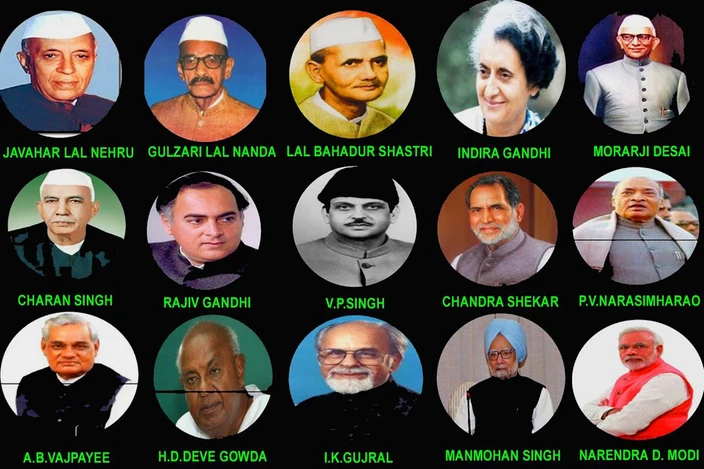 JAVAHAR LAL NEHRU
GULZARI LAL NANDA
LAL BAHADUR SHASTRI
INDIRA GANDHI
MORARJI DESAI
CHARAN SINGH
RAJIV GANDHI
V.P.SINGH
CHANDRA SHEKAR
P.V.NARASIMHARAO
A.B.VAJPAYEE
H.D.DEVE GOWDA
I.K.GUJRAL
MANMOHAN SINGH
NARENDRA D. MODI